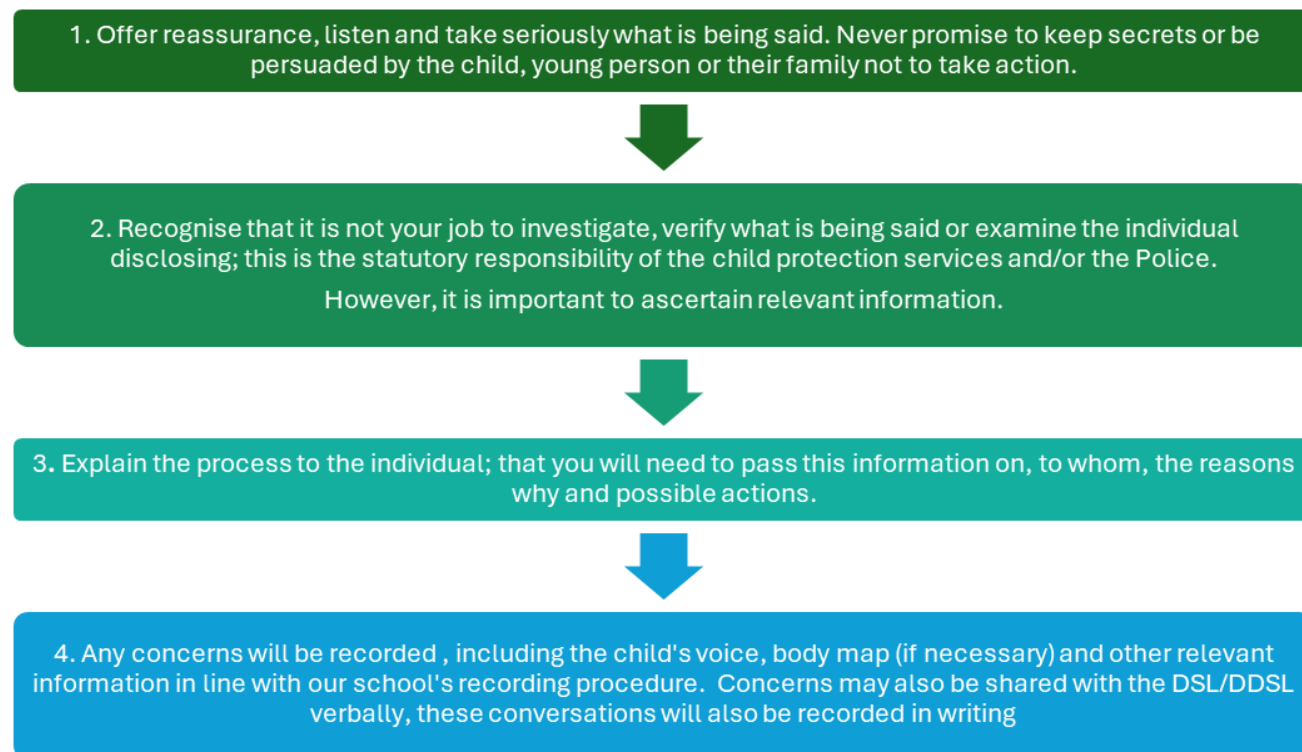 1. Offer reassurance, listen and take seriously what is being said. Never promise to keep secrets or be
persuaded by the child, young person or their family not to take action.
2. Recognise that it is not your job to investigate, verify what is being said or examine the individual
disclosing; this is the statutory responsibility of the child protection services and/or the Police.
However, it is important to ascertain relevant information.
3. Explain the process to the individual; that you will need to pass this information on, to whom, the reasons
why and possible actions.
4. Any concerns will be recorded , including the child's voice, body map (if necessary) and other relevant
information in line with our school's recording procedure.  Concerns may also be shared with the DSL/DDSL
verbally, these conversations will also be recorded in writing